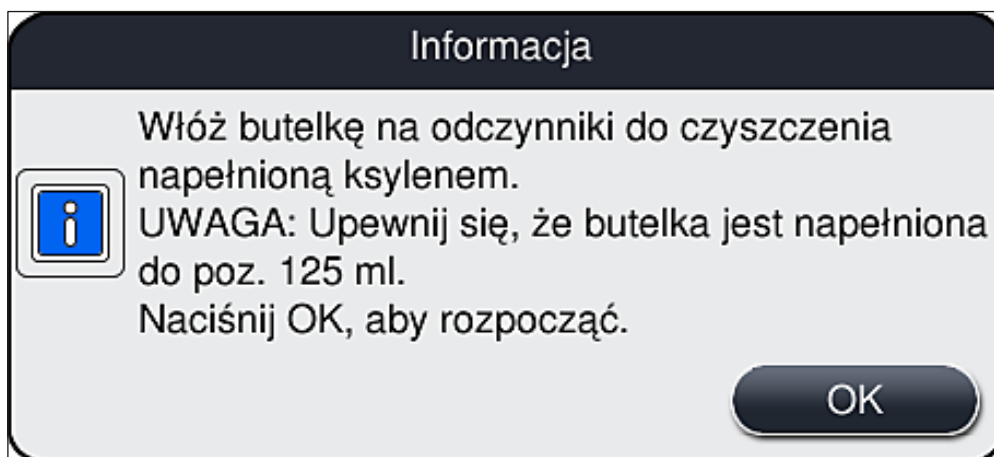 Informacja
Włóż butelkę na odczynniki do czyszczenia
napełnioną ksylenem.
UWAGA: Upewnij się, że butelka jest napełniona
do poz. 125 ml.
Naciśnij OK, aby rozpocząć.
OK